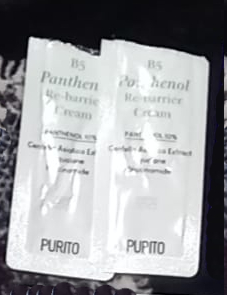 B5
Panthen
Re-barrie
Cream
PANTHENOL 10%
Centella Asiatica Ext
PURITO
B5
Panthenol
Re-barrier
Cream
PANTHENOL 10%
Centella Asiatica Extract
PURITO